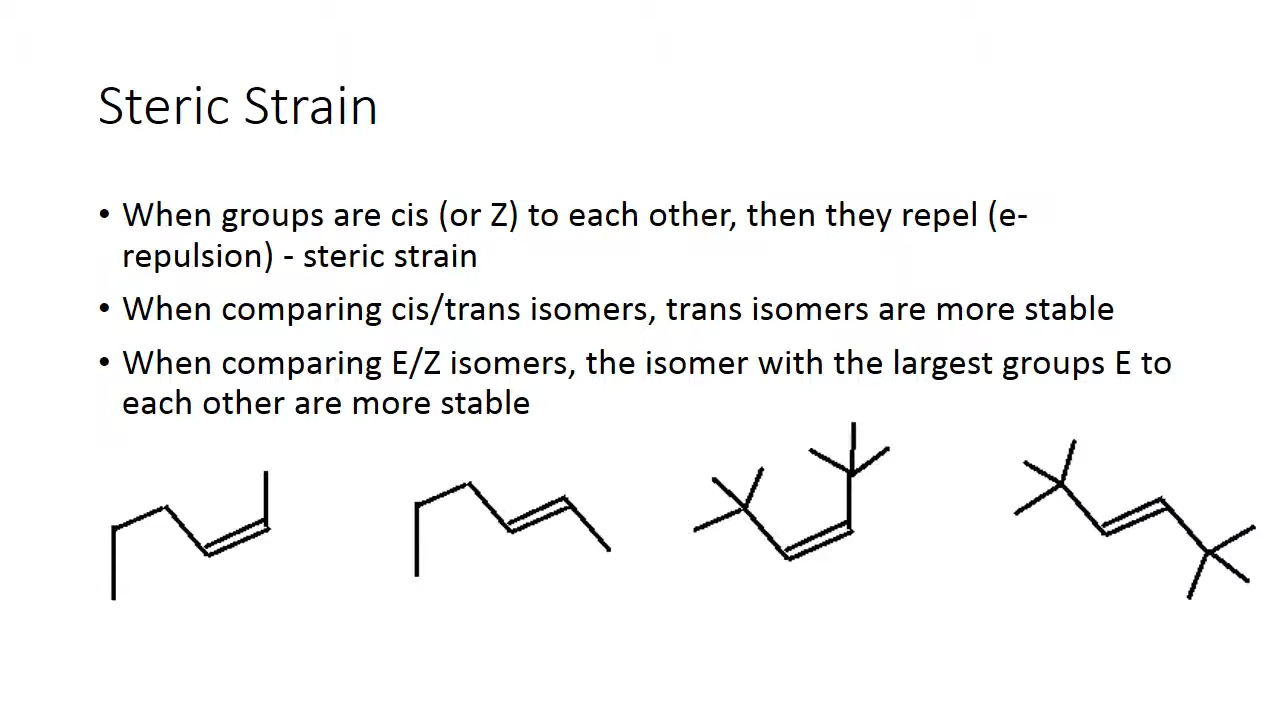 Steric Strain
• When groups are cis (or Z) to each other, then they repel (e-
repulsion) - steric strain
• When comparing cis/trans isomers, trans isomers are more stable
• When comparing E/Z isomers, the isomer with the largest groups E to
each other are more stable